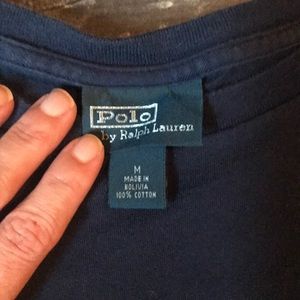 Polo
by Ralph Lauren
M
MADE IN
BOLIVIA
100% COTTON